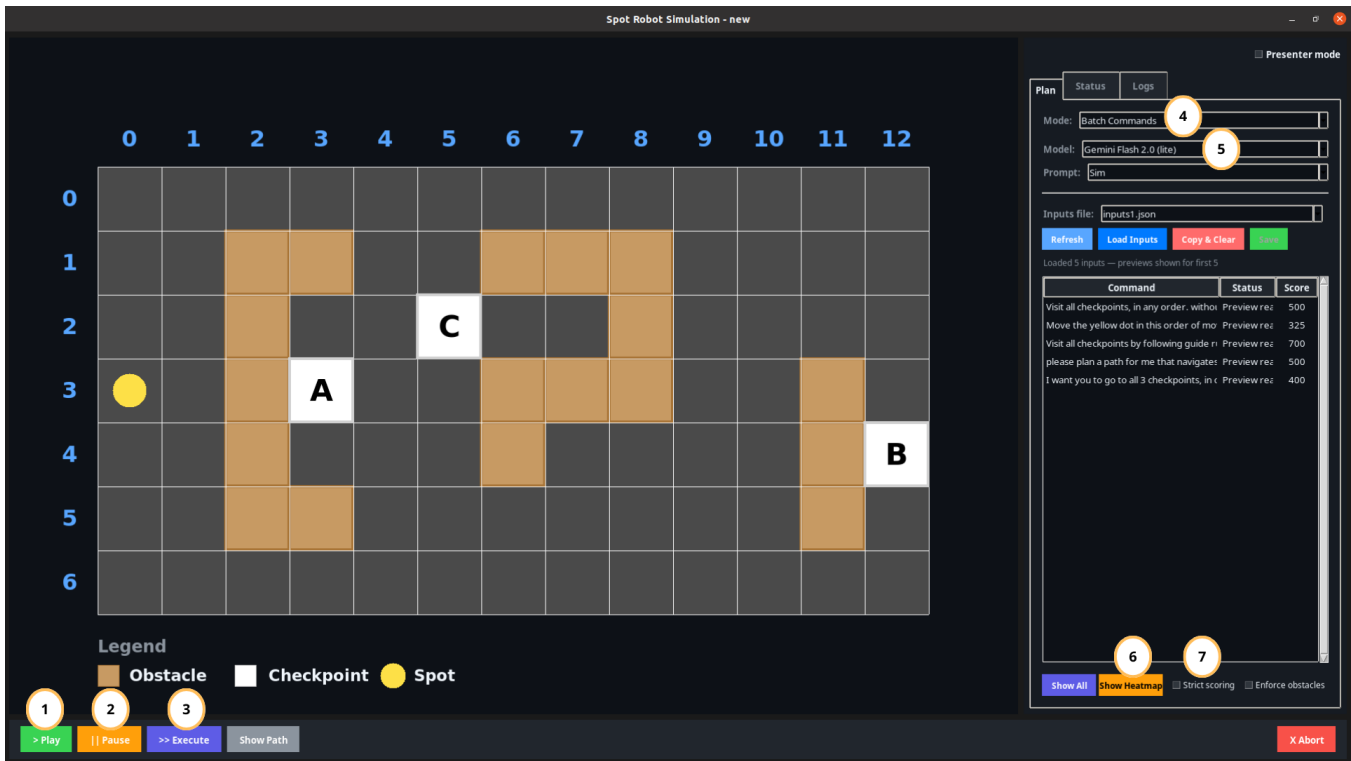 Spot Robot Simulation - new
Presenter mode
Plan Status Logs
Mode: Batch Commands 4
Model: Gemini Flash 2.0 (lite) 5
Prompt: Sim
Inputs file: inputs1.json
Refresh Load Inputs Copy & Clear Save
Loaded 5 inputs — previews shown for first 5
Command Status Score
Visit all checkpoints, in any order. withou Preview rea 500
Move the yellow dot in this order of mo Preview rea 325
Visit all checkpoints by following guide ru Preview rea 700
please plan a path for me that navigates Preview rea 500
I want you to go to all 3 checkpoints, in c Preview rea 400
6 7
Show All Show Heatmap Strict scoring Enforce obstacles
0 1 2 3 4 5 6 7 8 9 10 11 12
0
1
2 C
3 A
4 B
5
6
Legend
Obstacle Checkpoint Spot
1 2 3
> Play || Pause >> Execute Show Path X Abort